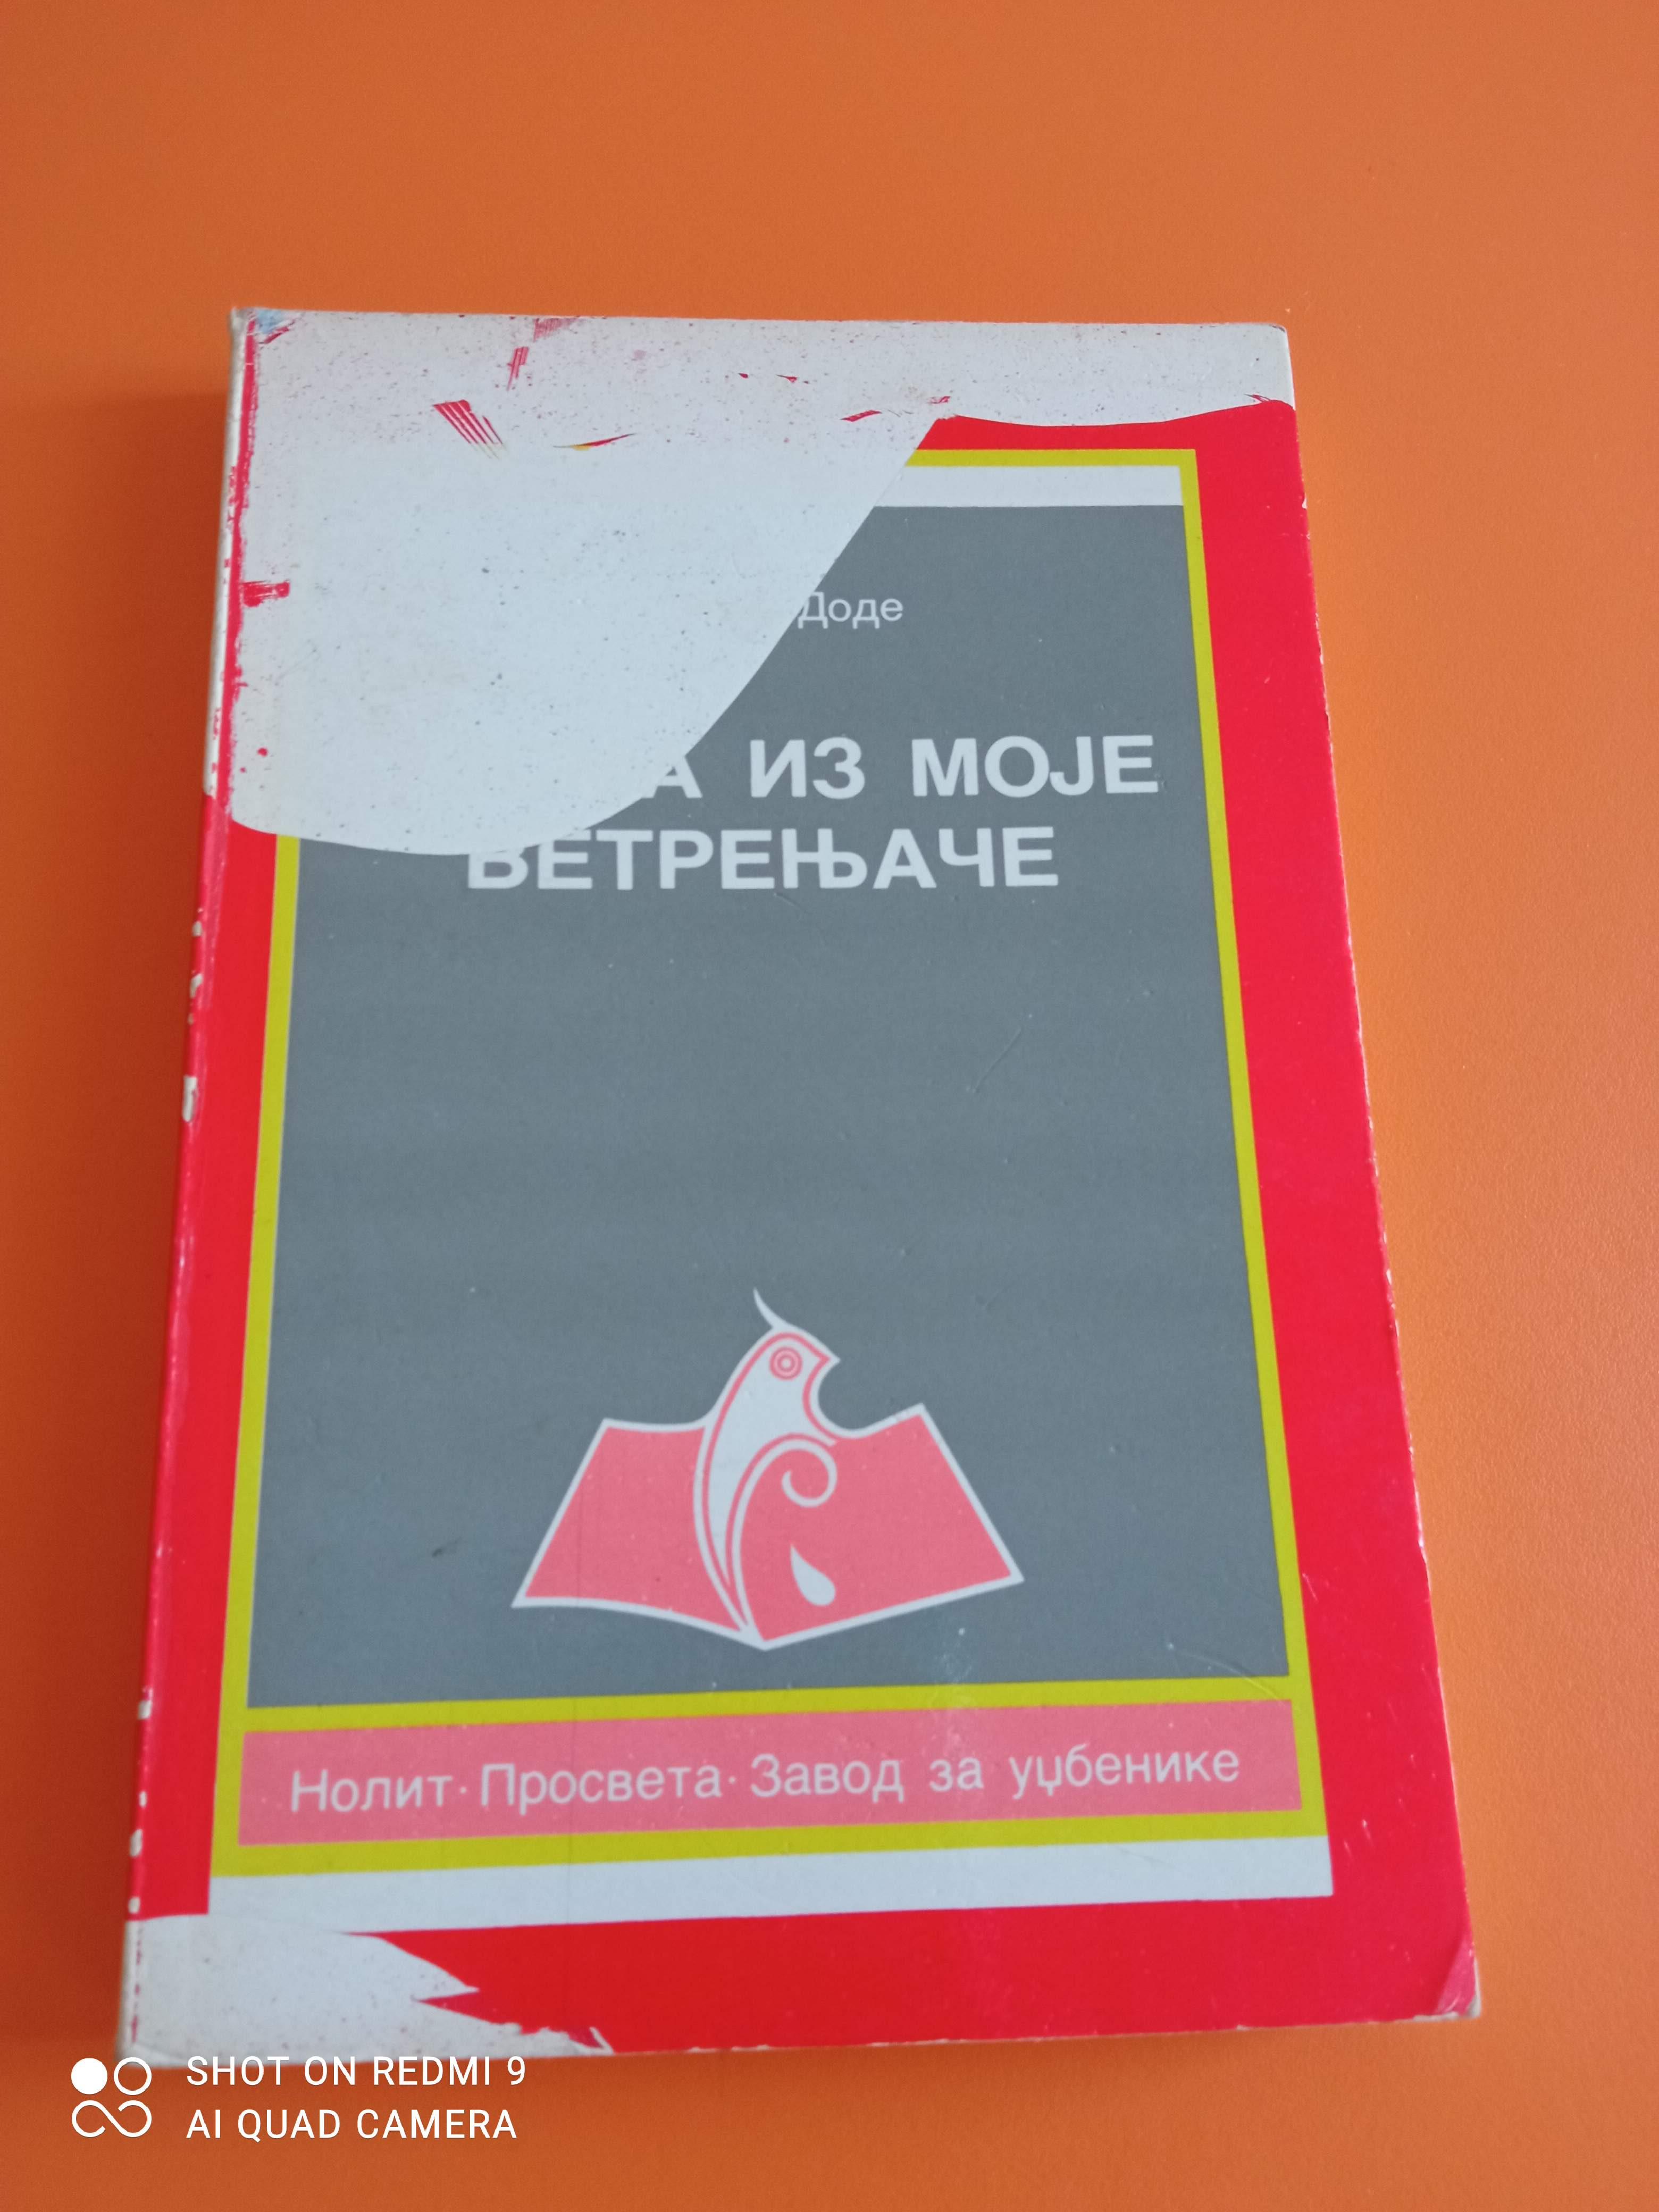 Доде
ИЗ МОЈЕ
ВЕТРЕЊАЧЕ
Нолит · Просвета · Завод за уџбенике
SHOT ON REDMI 9
AI QUAD CAMERA